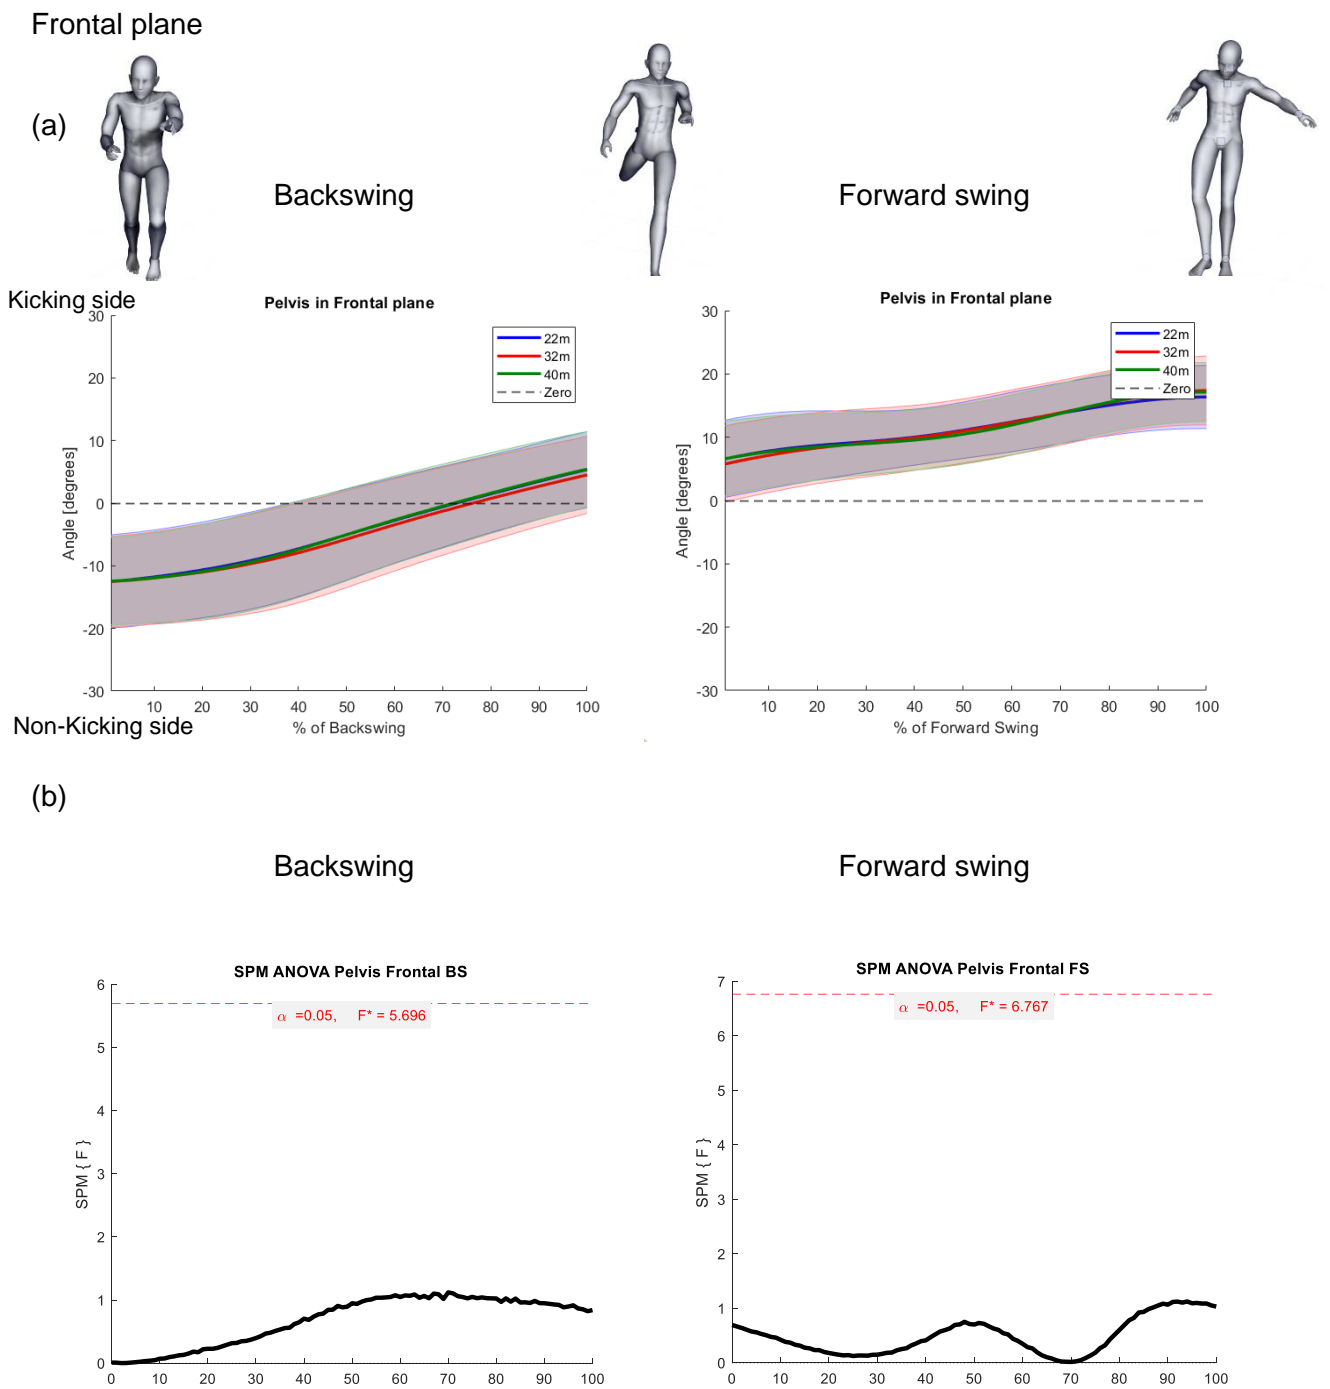 Frontal plane
(a)
Backswing
Forward swing
Kicking side
Pelvis in Frontal plane
30
20
10
0
-10
-20
-30
Angle [degrees]
22m
32m
40m
Zero
10 20 30 40 50 60 70 80 90 100
% of Backswing
Non-Kicking side
Pelvis in Frontal plane
30
20
10
0
-10
-20
-30
Angle [degrees]
22m
32m
40m
Zero
10 20 30 40 50 60 70 80 90 100
% of Forward Swing
(b)
Backswing
Forward swing
SPM ANOVA Pelvis Frontal BS
6
5
4
3
2
1
0
SPM { F }
α =0.05, F* = 5.696
0 10 20 30 40 50 60 70 80 90 100
SPM ANOVA Pelvis Frontal FS
7
6
5
4
3
2
1
0
SPM { F }
α =0.05, F* = 6.767
0 10 20 30 40 50 60 70 80 90 100